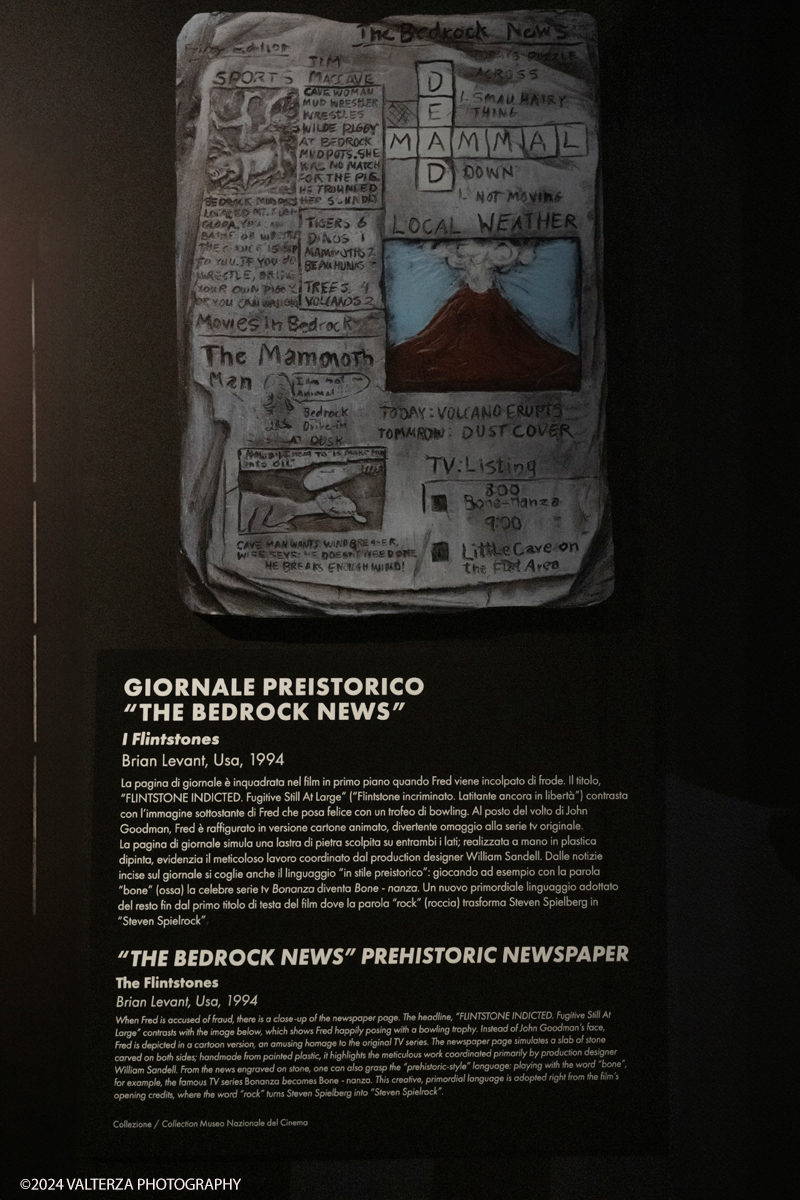 The Bedrock News
SPORTS
JIM
CAVE WOMAN
MUD WRESTLER
WRESTLES
WILDE PIGBY
AT BEDROCK
MUDPOTS. SHE
WAS NO MATCH
FOR THE PIG.
TIGERS 6
DINOS 1
MAMMOTHS 2
TREES 4
VOLCANOS 2
ACROSS
1. SMALL HAIRY
THING
DEAD
MAMMAL
DOWN
1. NOT MOVING
LOCAL WEATHER
TODAY: VOLCANO ERUPTS
DUST COVER
Movies In Bedrock
The Mammoth
Man
I am not
Animal
Bedrock
Drive-in
AT DUSK
CAVE MAN WANTS WIND BREAKER.
HE BREAKS ENOUGH WIND!
TV: Listing
8:00
Bone-nanza
9:00
Little Cave on
the Flat Area
GIORNALE PREISTORICO
“THE BEDROCK NEWS”
I Flintstones
Brian Levant, Usa, 1994
La pagina di giornale è inquadrata nel film in primo piano quando Fred viene incolpato di frode. Il titolo,
“FLINTSTONE INDICTED. Fugitive Still At Large” (“Flintstone incriminato. Latitante ancora in libertà”) contrasta
con l’immagine sottostante di Fred che posa felice con un trofeo di bowling. Al posto del volto di John
Goodman, Fred è raffigurato in versione cartone animato, divertente omaggio alla serie tv originale.
La pagina di giornale simula una lastra di pietra scolpita su entrambi i lati; realizzata a mano in plastica
dipinta, evidenzia il meticoloso lavoro coordinato dal production designer William Sandell. Dalle notizie
incise sul giornale si coglie anche il linguaggio “in stile preistorico”: giocando ad esempio con la parola
“bone” (ossa) la celebre serie tv Bonanza diventa Bone - nanza. Un nuovo primordiale linguaggio adottato
del resto fin dal primo titolo di testa del film dove la parola “rock” (roccia) trasforma Steven Spielberg in
“Steven Spielrock”.
“THE BEDROCK NEWS” PREHISTORIC NEWSPAPER
The Flintstones
Brian Levant, Usa, 1994
When Fred is accused of fraud, there is a close-up of the newspaper page. The headline, “FLINTSTONE INDICTED. Fugitive Still At
Large” contrasts with the image below, which shows Fred happily posing with a bowling trophy. Instead of John Goodman’s face,
Fred is depicted in a cartoon version, an amusing homage to the original TV series. The newspaper page simulates a slab of stone
carved on both sides; handmade from painted plastic, it highlights the meticulous work coordinated primarily by production designer
William Sandell. From the news engraved on stone, one can also grasp the “prehistoric-style” language: playing with the word “bone”,
for example, the famous TV series Bonanza becomes Bone - nanza. This creative, primordial language is adopted right from the film’s
opening credits, where the word “rock” turns Steven Spielberg into “Steven Spielrock”.
Collezione / Collection Museo Nazionale del Cinema
©2024 VALTERZA PHOTOGRAPHY